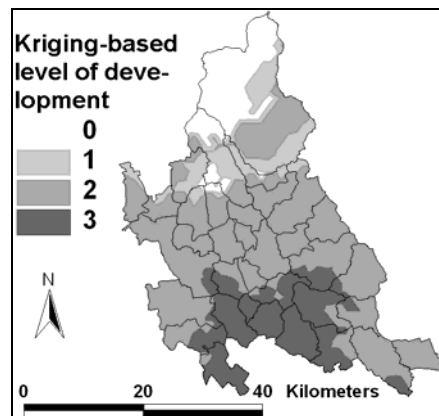 Kriging-based
level of deve-
lopment
0
1
2
3
N
0 20 40 Kilometers